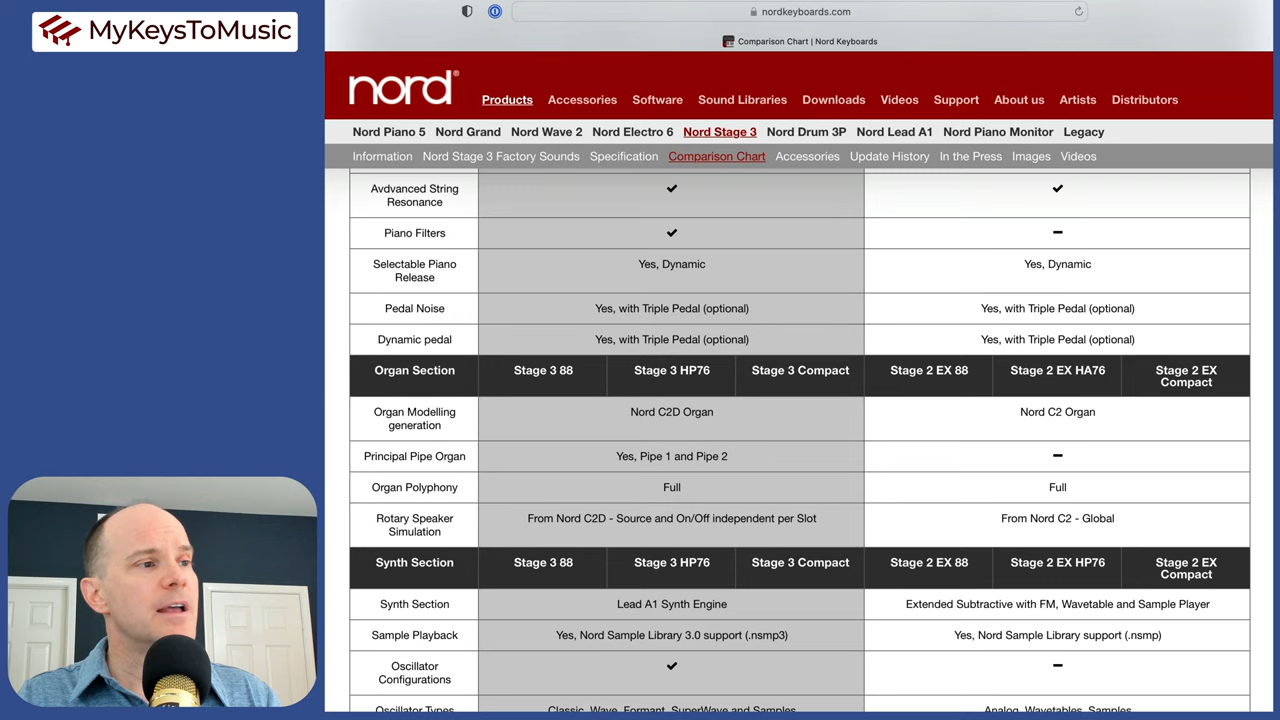 MyKeysToMusic
nordkeyboards.com
Comparison Chart | Nord Keyboards
nord®
Products Accessories Software Sound Libraries Downloads Videos Support About us Artists Distributors
Nord Piano 5 Nord Grand Nord Wave 2 Nord Electro 6 Nord Stage 3 Nord Drum 3P Nord Lead A1 Nord Piano Monitor Legacy
Information Nord Stage 3 Factory Sounds Specification Comparison Chart Accessories Update History In the Press Images Videos
Avdvanced String
Resonance
Piano Filters
Selectable Piano
Release
Yes, Dynamic Yes, Dynamic
Pedal Noise Yes, with Triple Pedal (optional) Yes, with Triple Pedal (optional)
Dynamic pedal Yes, with Triple Pedal (optional) Yes, with Triple Pedal (optional)
Organ Section Stage 3 88 Stage 3 HP76 Stage 3 Compact Stage 2 EX 88 Stage 2 EX HA76 Stage 2 EX
Compact
Organ Modelling
generation
Nord C2D Organ Nord C2 Organ
Principal Pipe Organ Yes, Pipe 1 and Pipe 2
Organ Polyphony Full Full
Rotary Speaker
Simulation
From Nord C2D - Source and On/Off independent per Slot From Nord C2 - Global
Synth Section Stage 3 88 Stage 3 HP76 Stage 3 Compact Stage 2 EX 88 Stage 2 EX HP76 Stage 2 EX
Compact
Synth Section Lead A1 Synth Engine Extended Subtractive with FM, Wavetable and Sample Player
Sample Playback Yes, Nord Sample Library 3.0 support (.nsmp3) Yes, Nord Sample Library support (.nsmp)
Oscillator
Configurations
Oscillator Types Classic, Wave, Formant, SuperWave and Samples Analog, Wavetables, Samples